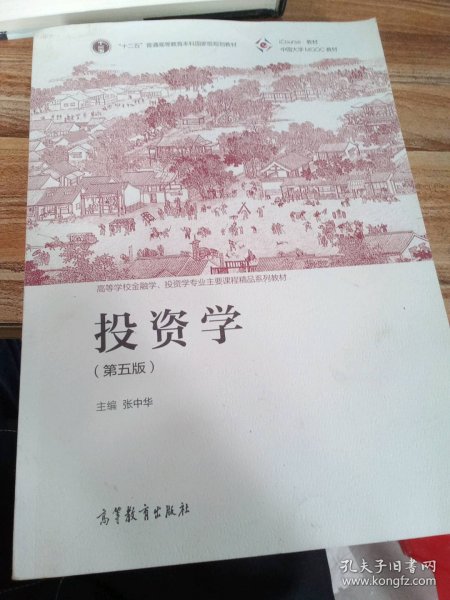 "十二五"普通高等教育本科国家级规划教材
iCourse · 教材
中国大学MOOC教材
高等学校金融学、投资学专业主要课程精品系列教材
投资学
(第五版)
主编 张中华
高等教育出版社
孔夫子旧书网
www.kongfz.com